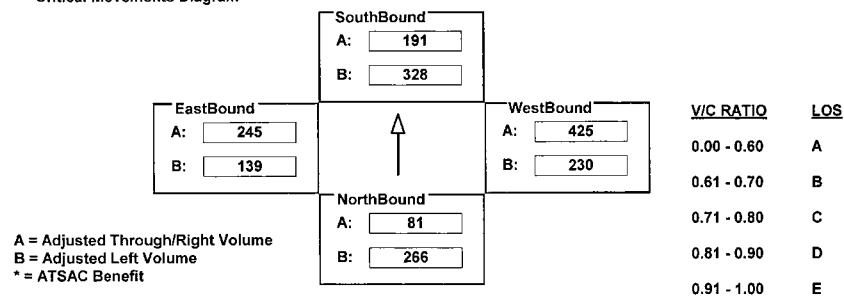 Critical Movements Diagram
SouthBound
A: 191
B: 328
EastBound
A: 245
B: 139
WestBound
A: 425
B: 230
NorthBound
A: 81
B: 266
A = Adjusted Through/Right Volume
B = Adjusted Left Volume
* = ATSAC Benefit
V/C RATIO LOS
0.00 - 0.60 A
0.61 - 0.70 B
0.71 - 0.80 C
0.81 - 0.90 D
0.91 - 1.00 E